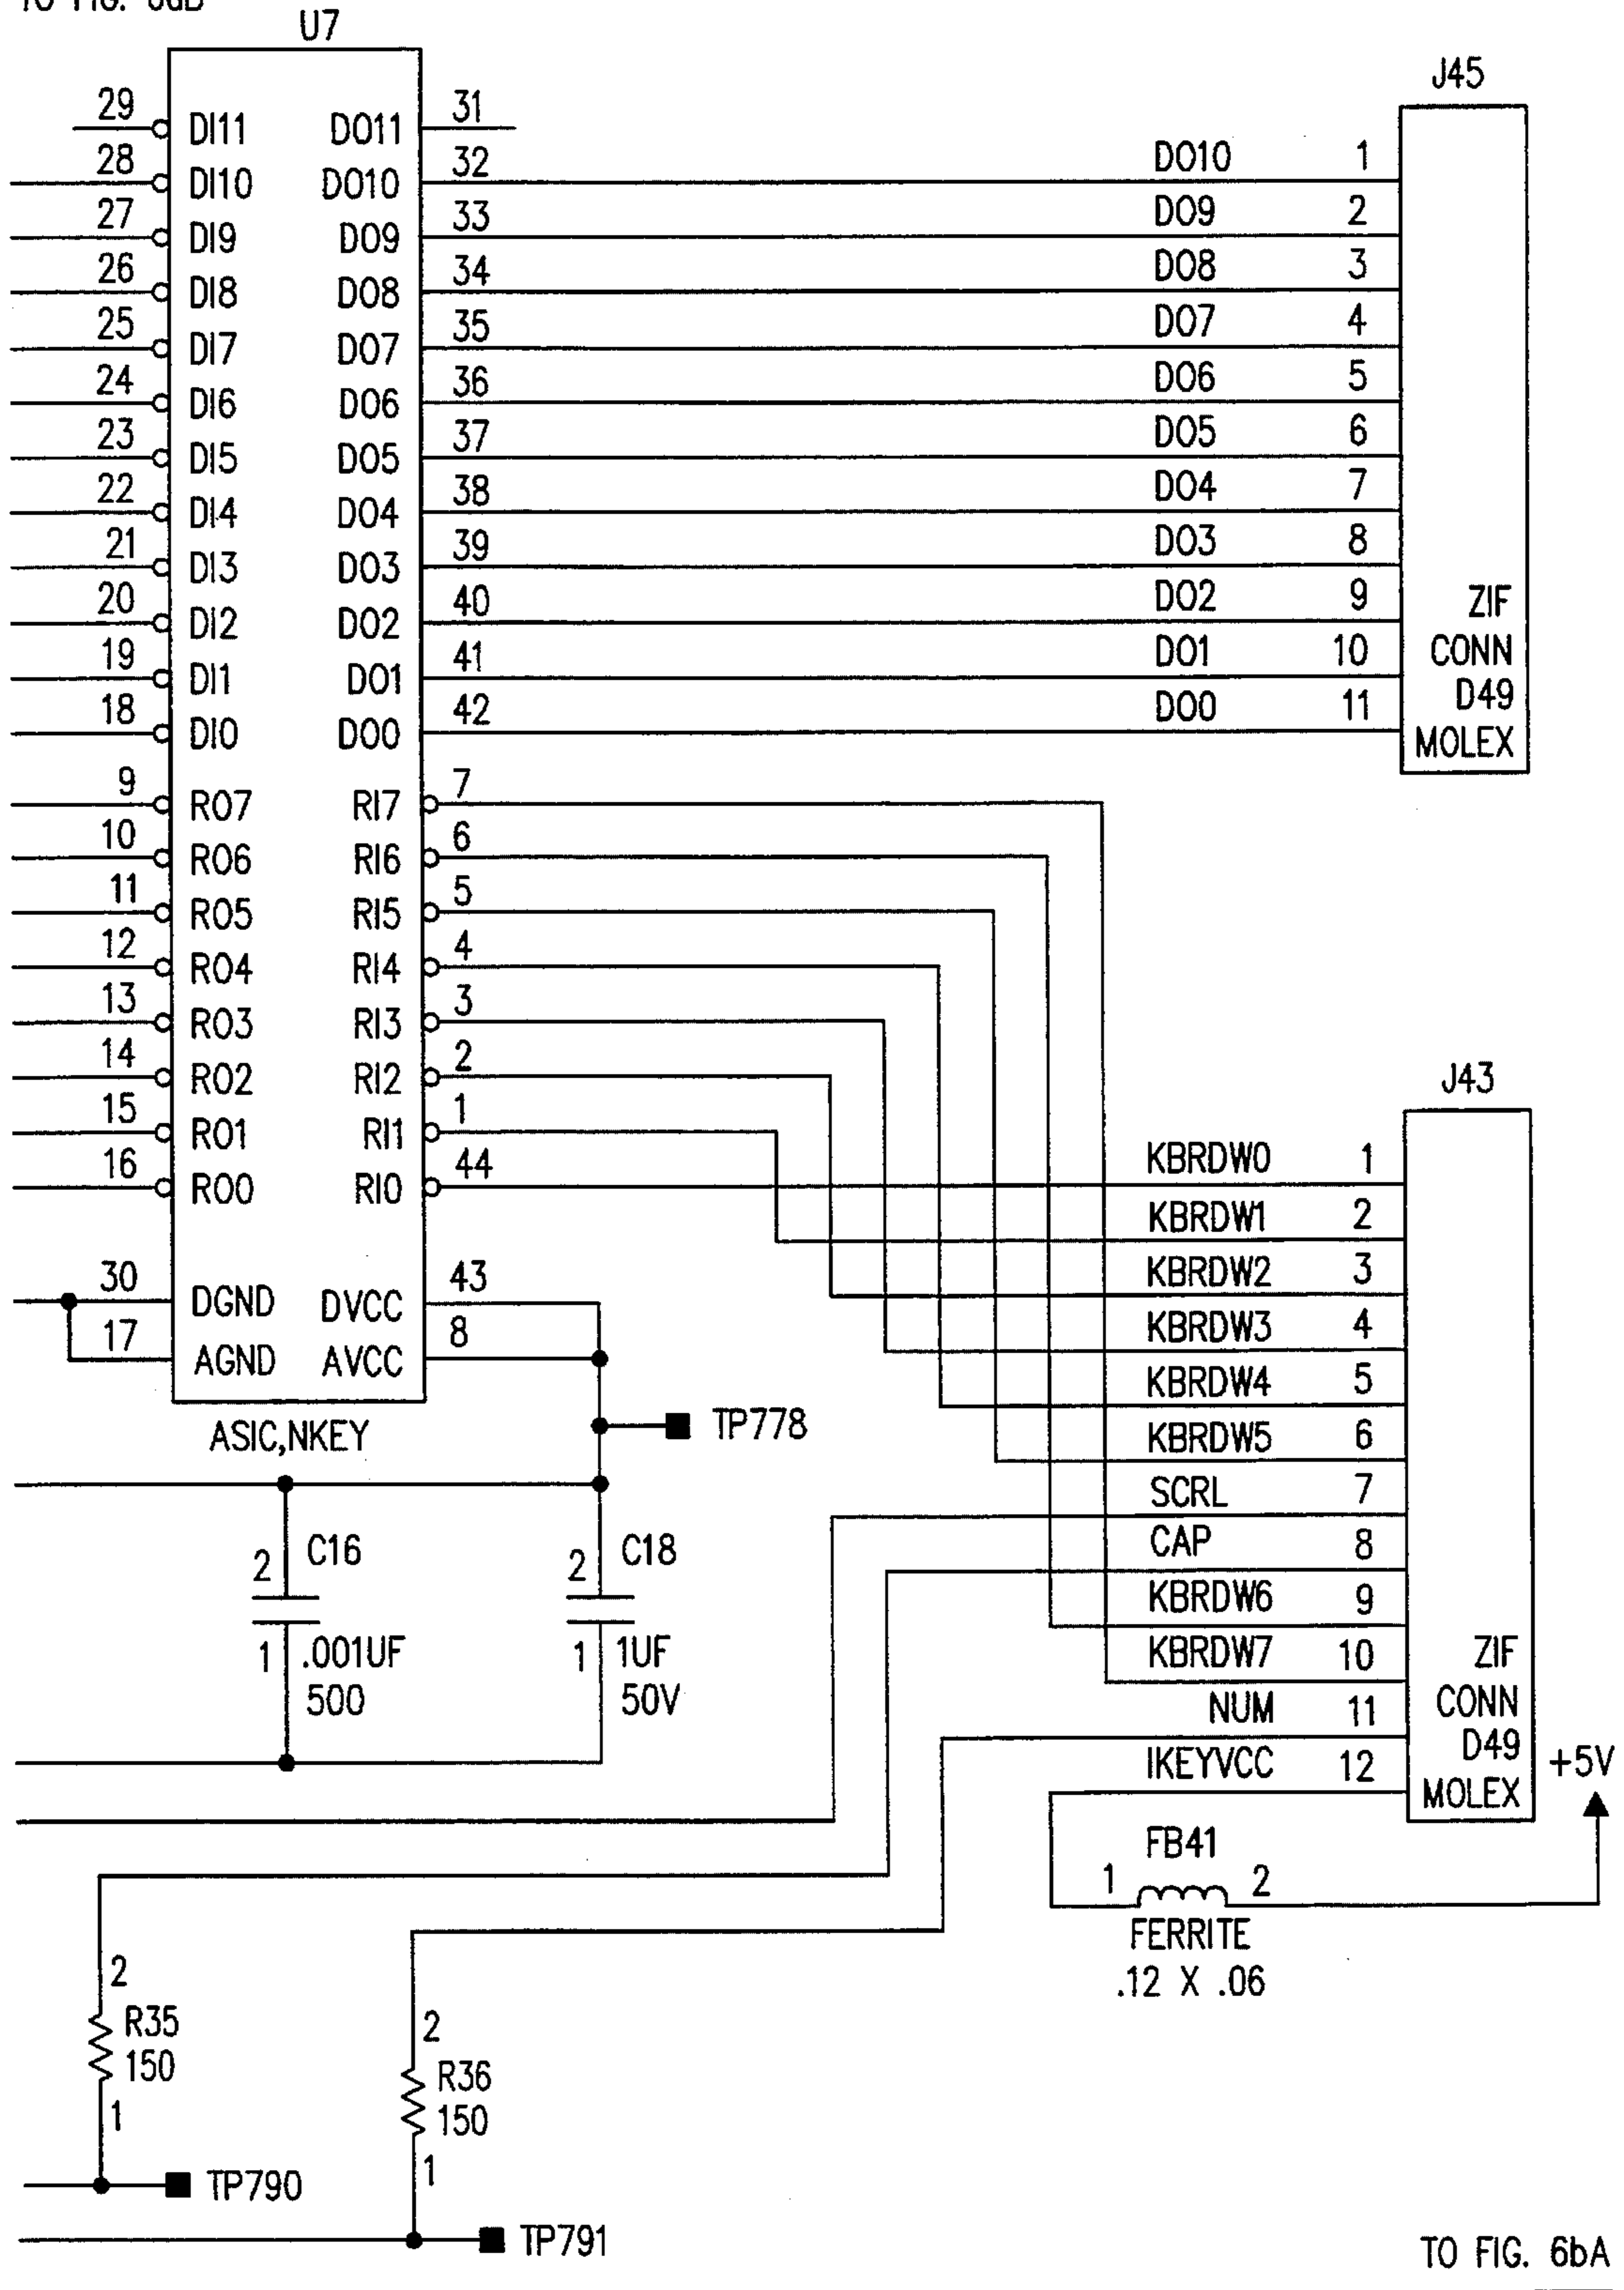 TO FIG.
U7
J45
29 DI11 DO11 31
28 DI10 DO10 32 DO10 1
27 DI9 DO9 33 DO9 2
26 DI8 DO8 34 DO8 3
25 DI7 DO7 35 DO7 4
24 DI6 DO6 36 DO6 5
23 DI5 DO5 37 DO5 6
22 DI4 DO4 38 DO4 7
21 DI3 DO3 39 DO3 8
20 DI2 DO2 40 DO2 9
19 DI1 DO1 41 DO1 10
18 DI0 DO0 42 DO0 11
ZIF
CONN
D49
MOLEX
9 RO7 RI7 7
10 RO6 RI6 6
11 RO5 RI5 5
12 RO4 RI4 4
13 RO3 RI3 3
14 RO2 RI2 2
15 RO1 RI1 1
16 RO0 RI0 44
30 DGND DVCC 43
17 AGND AVCC 8
ASIC,NKEY
TP778
J43
KBRDW0 1
KBRDW1 2
KBRDW2 3
KBRDW3 4
KBRDW4 5
KBRDW5 6
SCRL 7
CAP 8
KBRDW6 9
KBRDW7 10
NUM 11
IKEYVCC 12
ZIF
CONN
D49
MOLEX
+5V
2 C16
1 .001UF
500
2 C18
1 1UF
50V
FB41
1 2
FERRITE
.12 X .06
2
R35
150
1
2
R36
150
1
TP790
TP791
TO FIG. 6bA